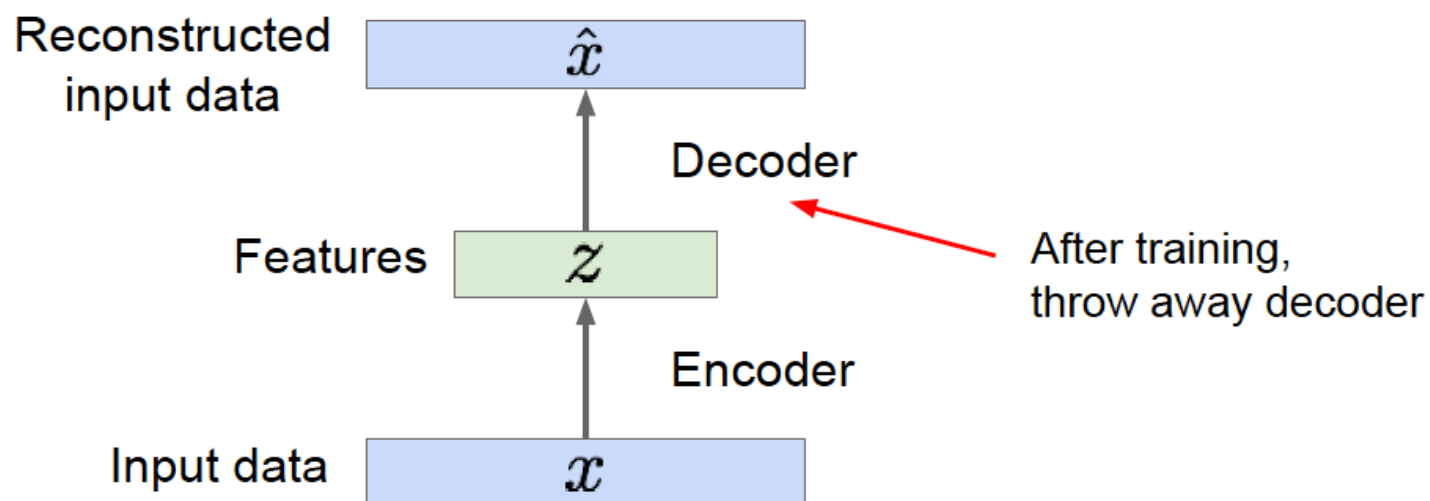 Reconstructed
input data
x̂
Decoder
Features
z
After training,
throw away decoder
Encoder
Input data
x